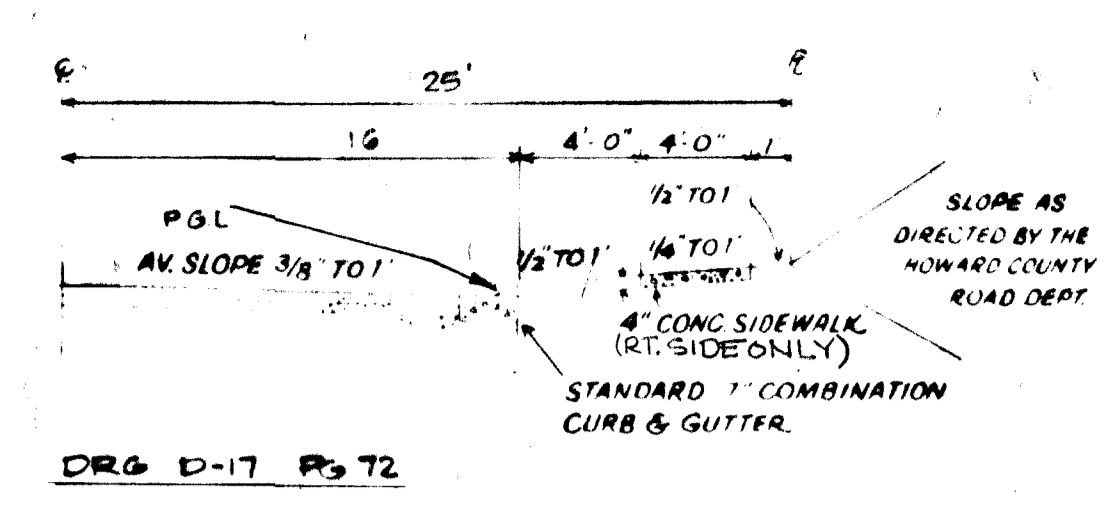 ℄
25'
16
4'-0"
4'-0"
1'
P G L
AV. SLOPE 3/8" TO 1'
1/2" TO 1'
1/2" TO 1'
1/4" TO 1'
SLOPE AS
DIRECTED BY THE
HOWARD COUNTY
ROAD DEPT.
4" CONC. SIDEWALK
(RT. SIDE ONLY)
STANDARD 7" COMBINATION
CURB & GUTTER.
DRG D-17 PG 72